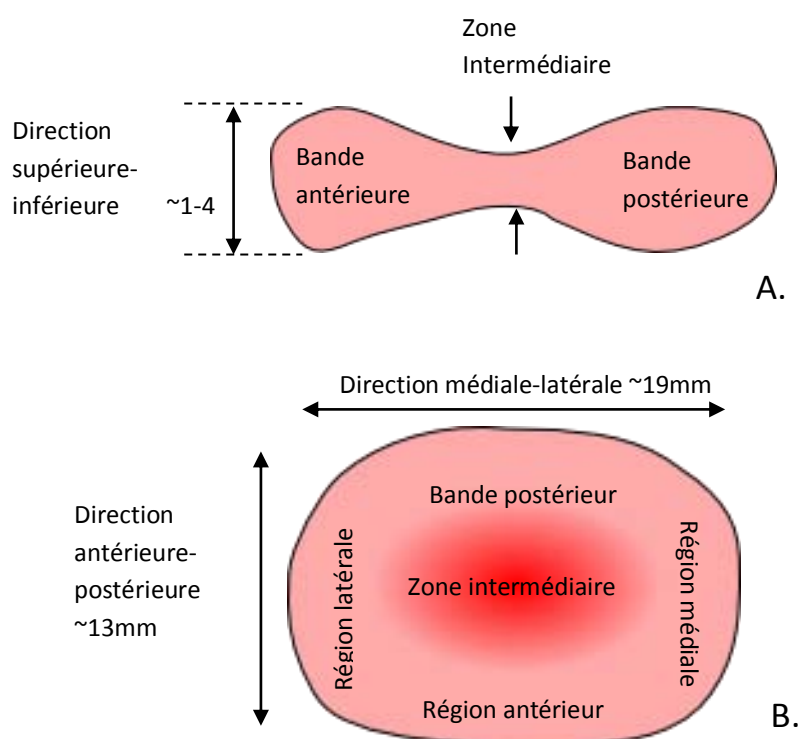 Zone
Intermédiaire
Direction
supérieure-
inférieure
~1-4
Bande
antérieure
Bande
postérieure
A.
Direction médiale-latérale ~19mm
Direction
antérieure-
postérieure
~13mm
Bande postérieur
Région latérale
Zone intermédiaire
Région médiale
Région antérieur
B.